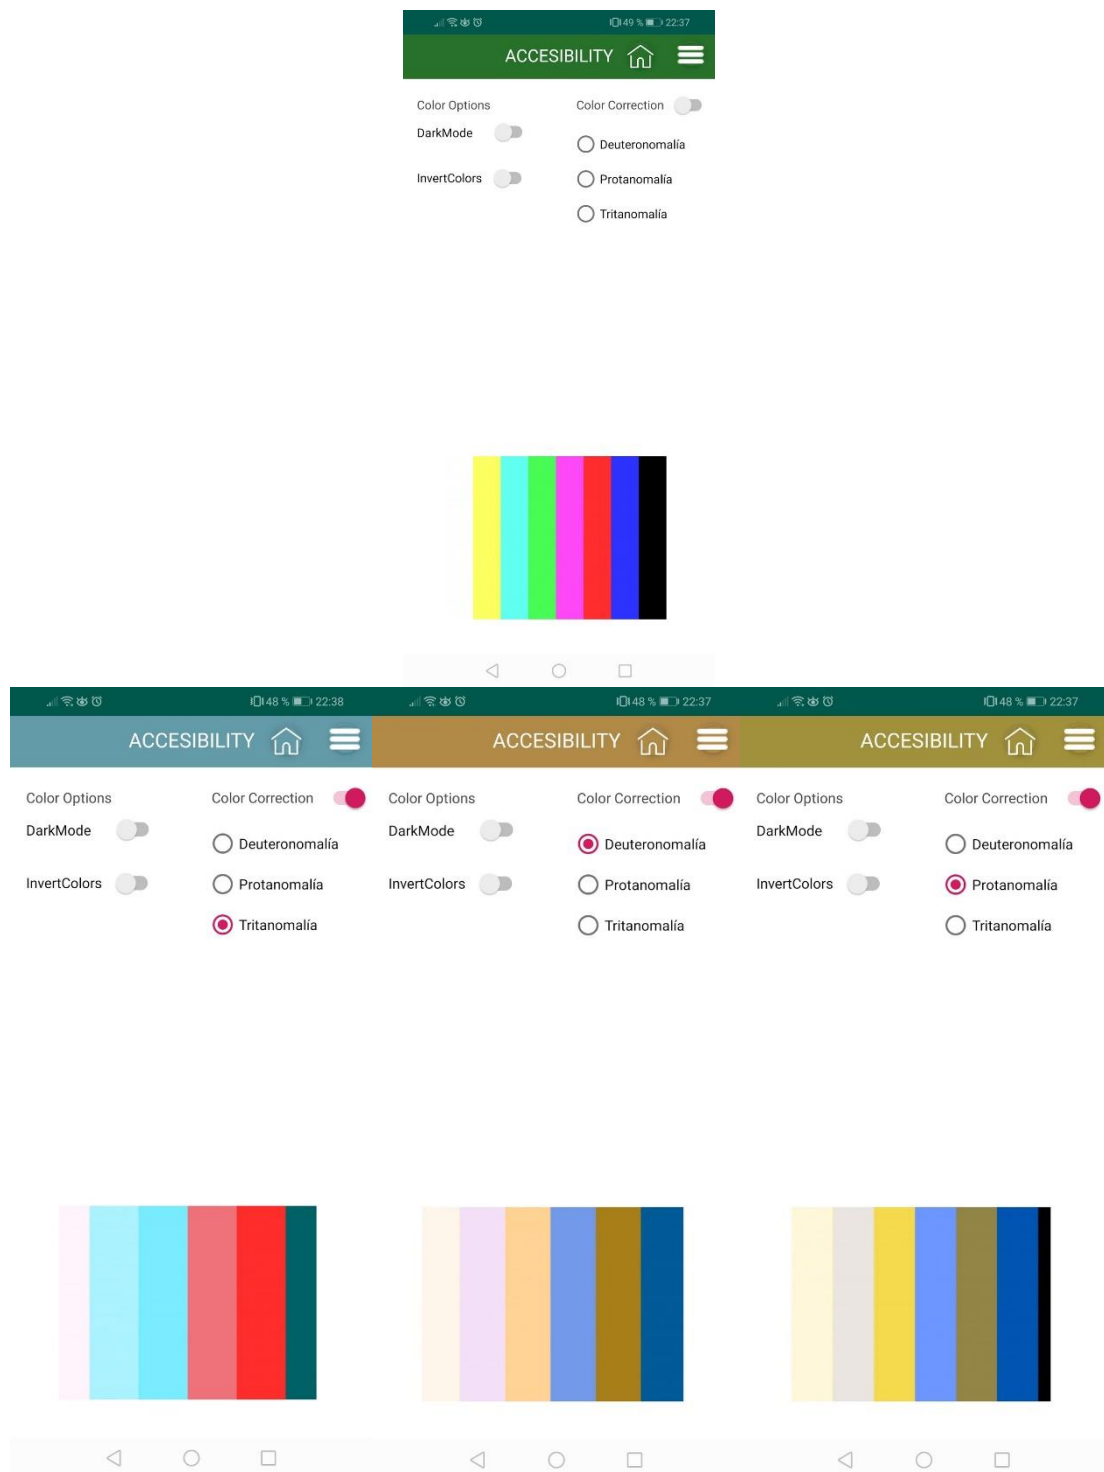 49 % 22:37
ACCESIBILITY
Color Options
Color Correction
DarkMode
Deuteronomalía
InvertColors
Protanomalía
Tritanomalía
48 % 22:38
ACCESIBILITY
Color Options
Color Correction
DarkMode
Deuteronomalía
InvertColors
Protanomalía
Tritanomalía
48 % 22:37
ACCESIBILITY
Color Options
Color Correction
DarkMode
Deuteronomalía
InvertColors
Protanomalía
Tritanomalía
48 % 22:37
ACCESIBILITY
Color Options
Color Correction
DarkMode
Deuteronomalía
InvertColors
Protanomalía
Tritanomalía